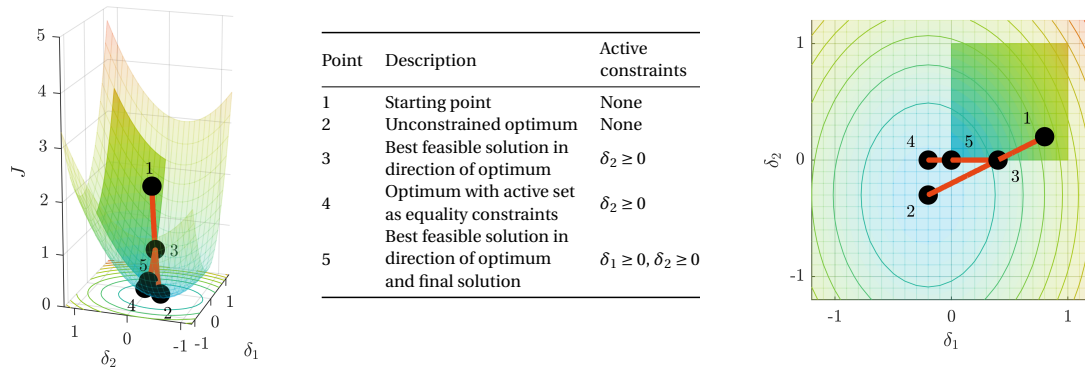 5
4
3
2
1
0
J
1
3
5
4
2
1
0
-1
δ₂
-1
0
1
δ₁
Point Description Active constraints
1 Starting point None
2 Unconstrained optimum None
3 Best feasible solution in
direction of optimum δ₂ ≥ 0
4 Optimum with active set
as equality constraints δ₂ ≥ 0
5 Best feasible solution in
direction of optimum δ₁ ≥ 0, δ₂ ≥ 0
and final solution
1
0
-1
δ₂
1
4
5
3
2
-1
0
1
δ₁